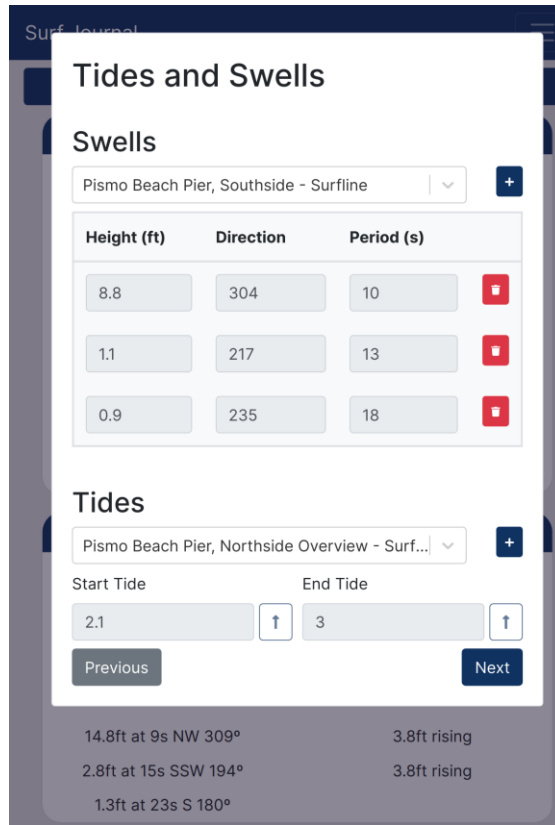 Surf Journal
Tides and Swells
Swells
Pismo Beach Pier, Southside - Surfline
+
Height (ft) Direction Period (s)
8.8 304 10
1.1 217 13
0.9 235 18
Tides
Pismo Beach Pier, Northside Overview - Surf...
+
Start Tide End Tide
2.1 ↑ 3 ↑
Previous Next
14.8ft at 9s NW 309º 3.8ft rising
2.8ft at 15s SSW 194º 3.8ft rising
1.3ft at 23s S 180º